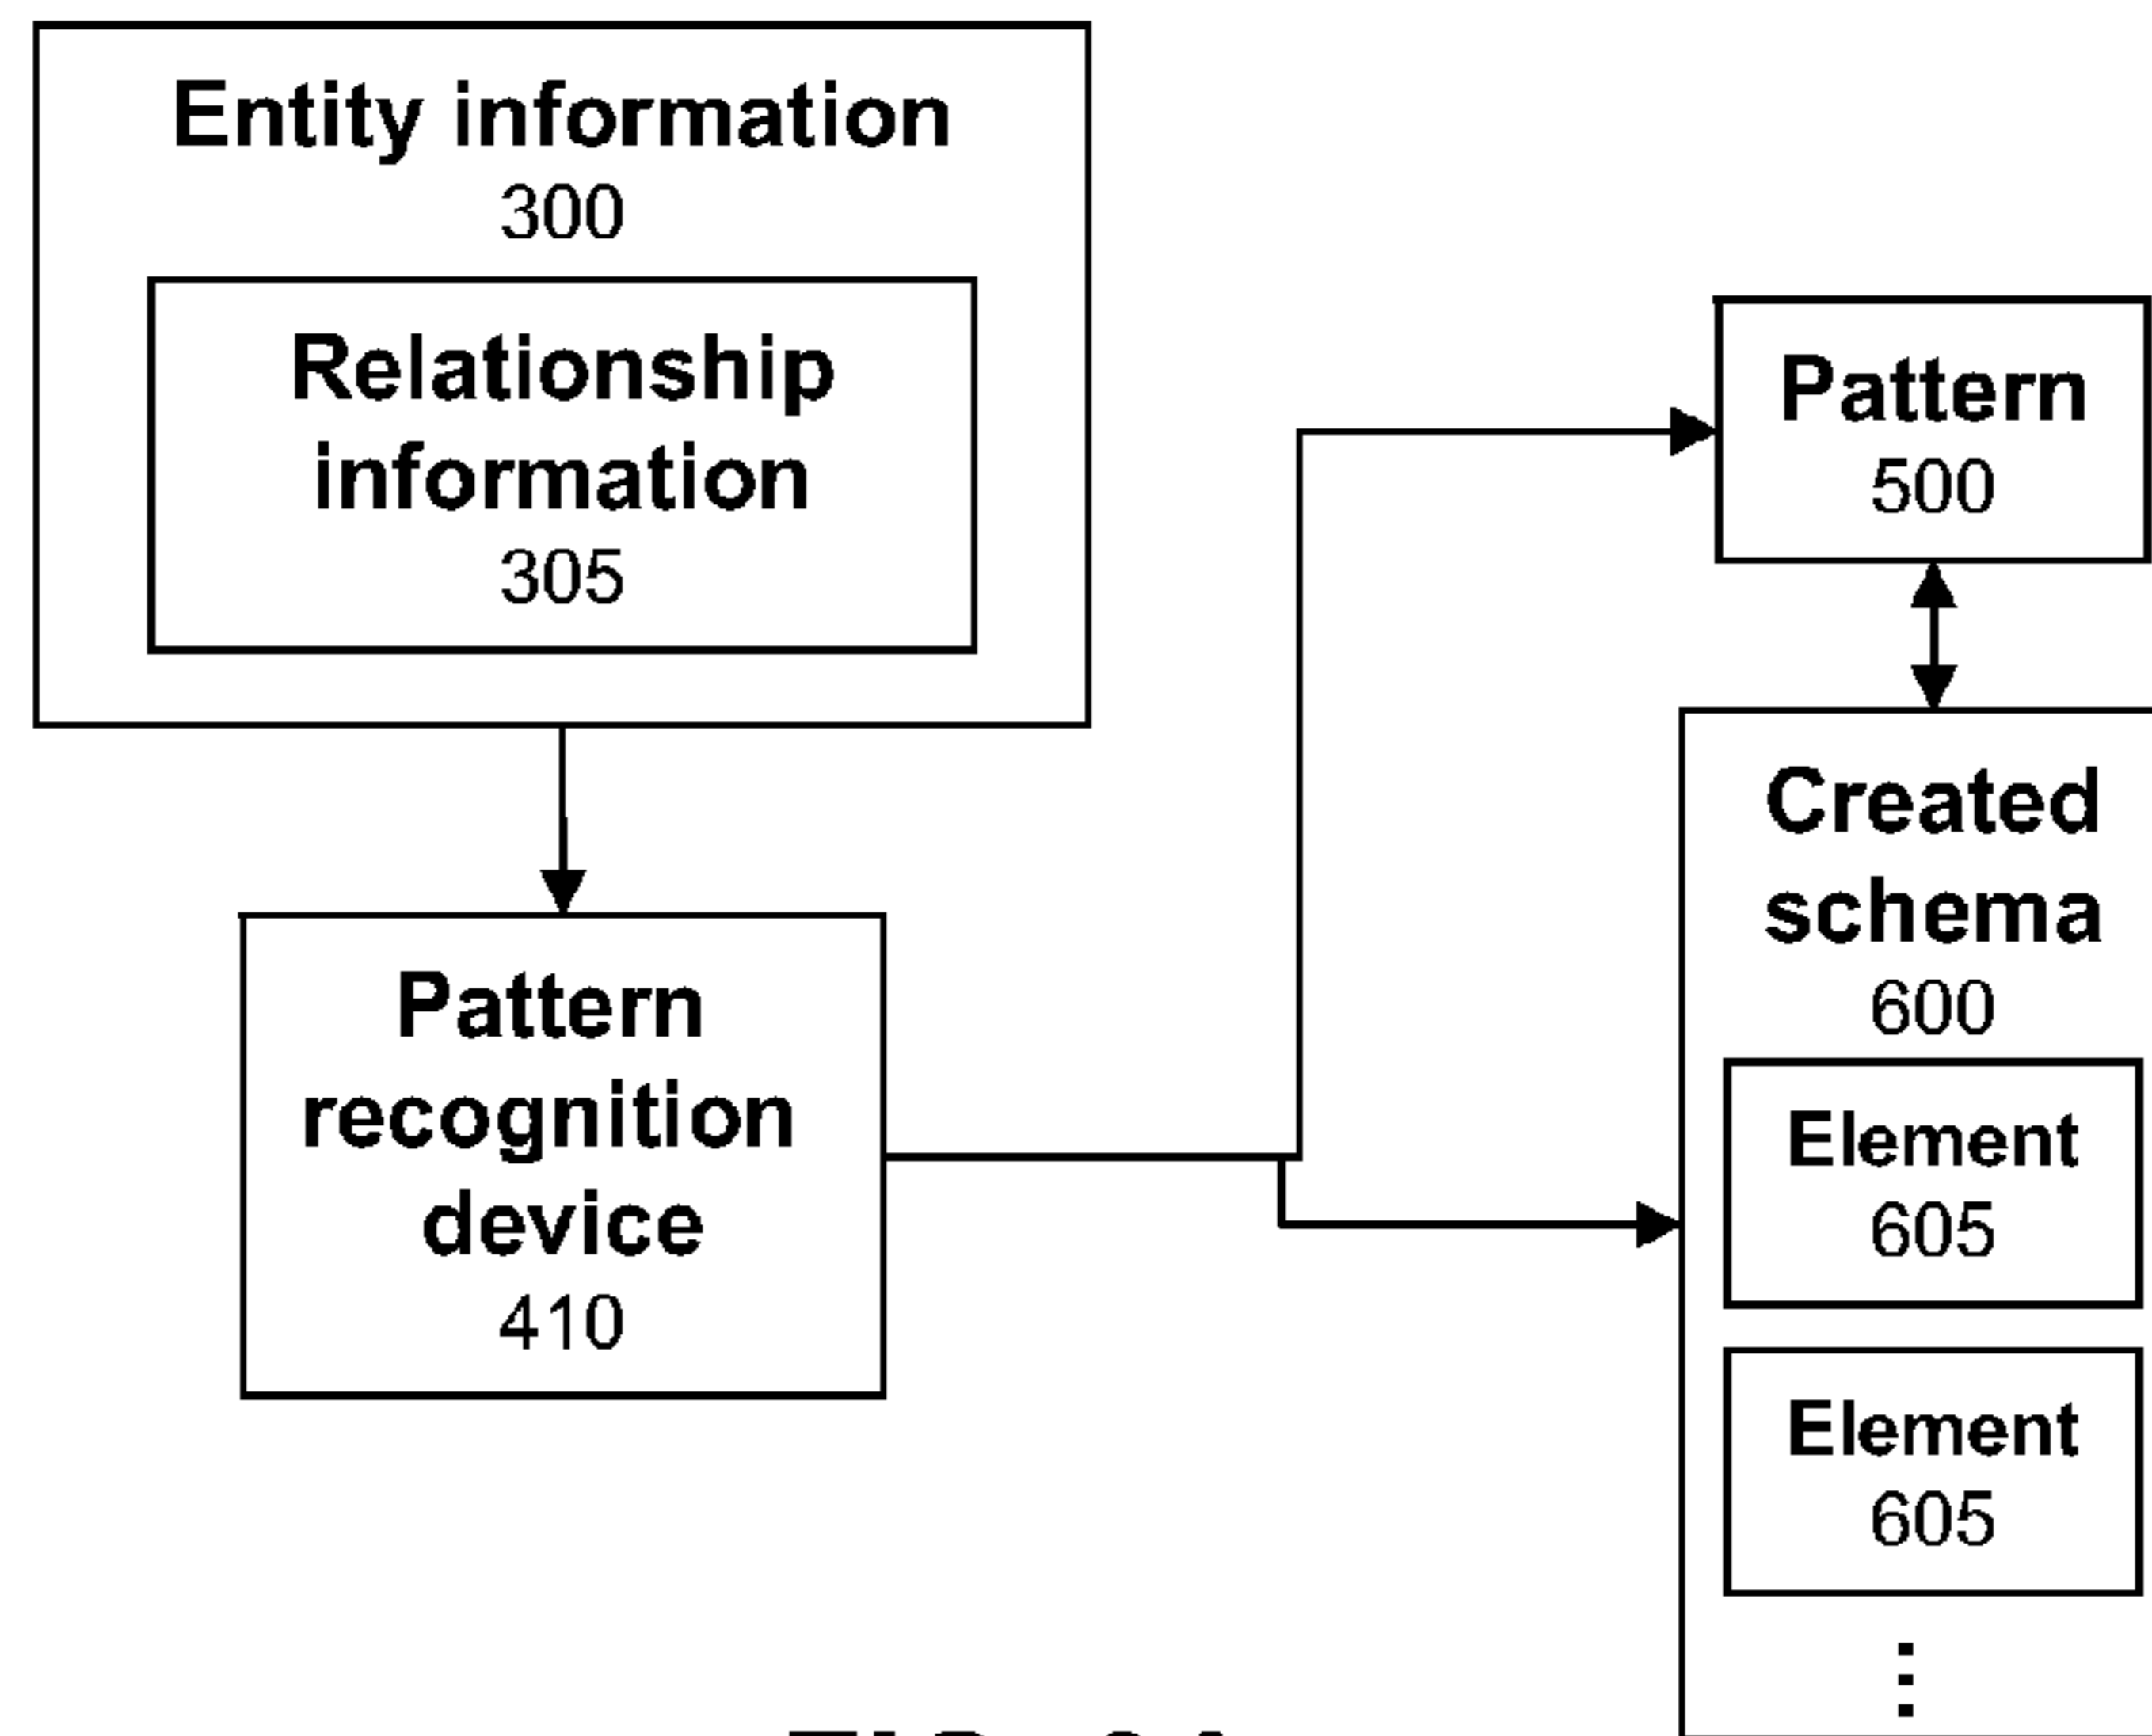 Entity information
300
Relationship
information
305
Pattern
recognition
device
410
Pattern
500
Created
schema
600
Element
605
Element
605